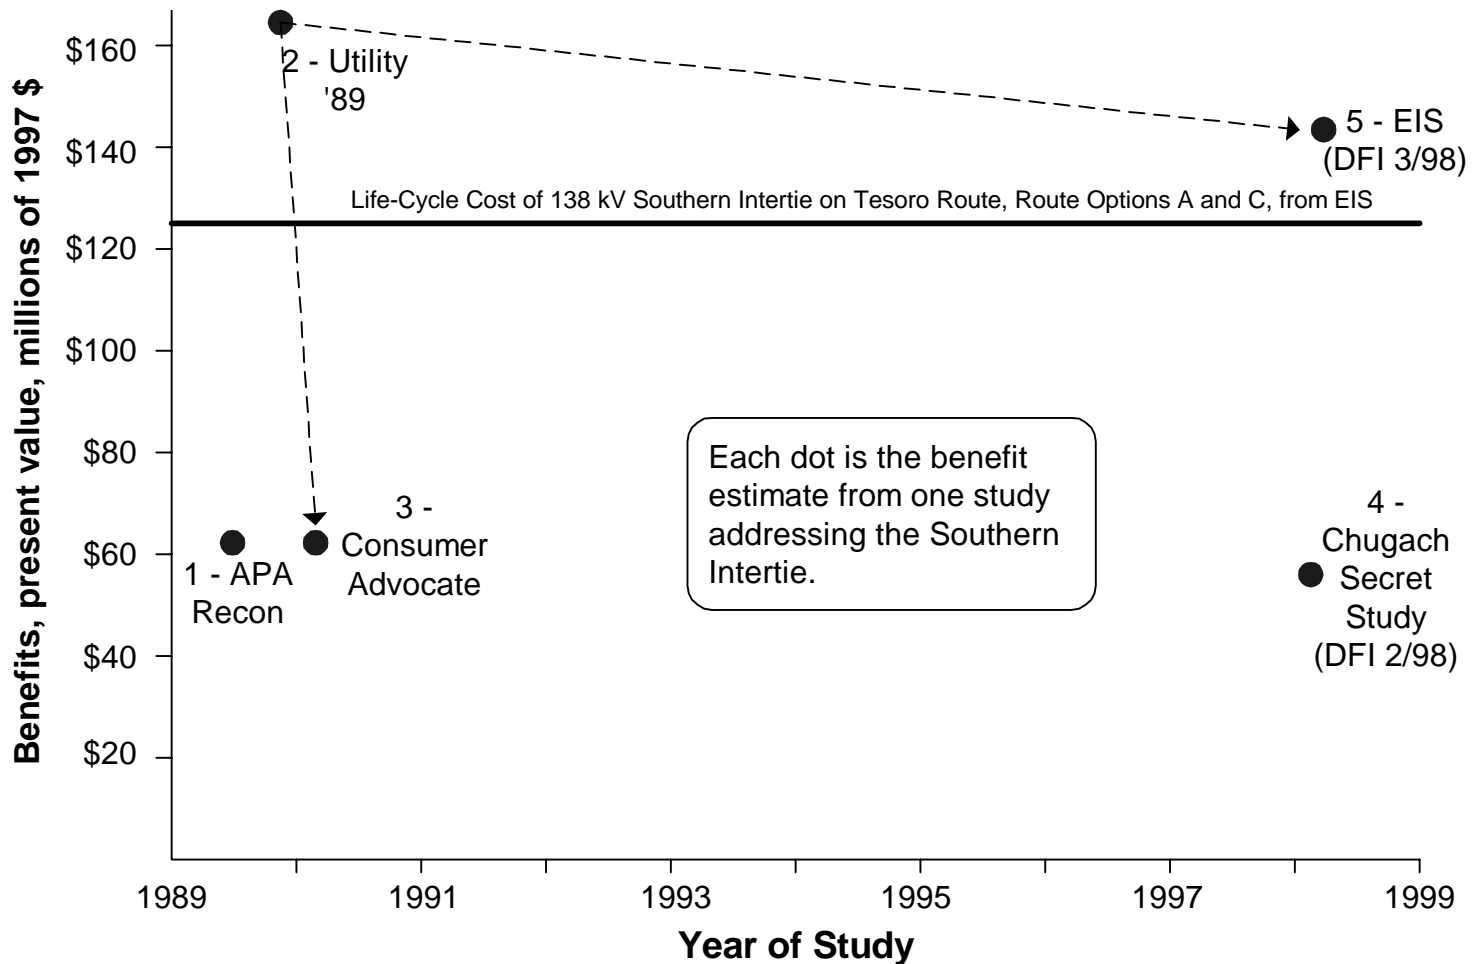 Benefits, present value, millions of 1997 $
$160
$140
$120
$100
$80
$60
$40
$20
2 - Utility
'89
5 - EIS
(DFI 3/98)
Life-Cycle Cost of 138 kV Southern Intertie on Tesoro Route, Route Options A and C, from EIS
Each dot is the benefit
estimate from one study
addressing the Southern
Intertie.
1 - APA
Recon
3 -
Consumer
Advocate
4 -
Chugach
Secret
Study
(DFI 2/98)
1989
1991
1993
1995
1997
1999
Year of Study